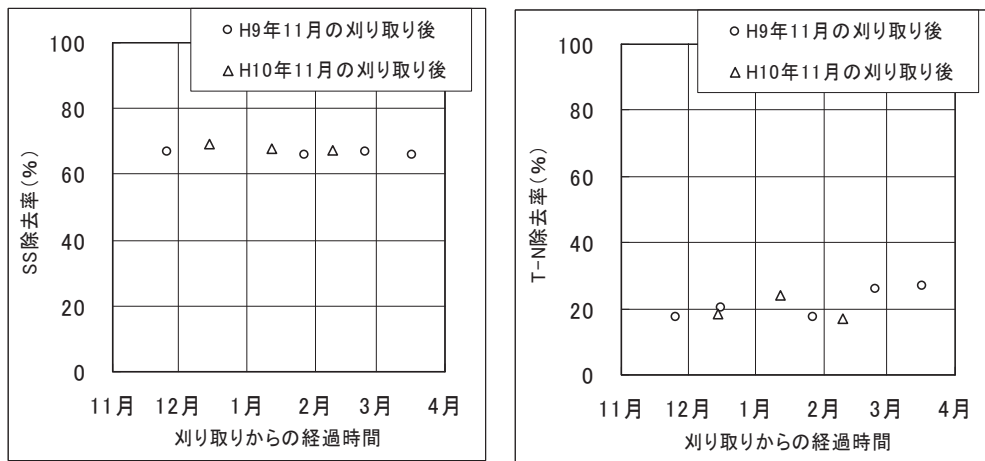 ○ H9年11月の刈り取り後
△ H10年11月の刈り取り後
SS除去率(%)
100
80
60
40
20
0
11月 12月 1月 2月 3月 4月
刈り取りからの経過時間
○ H9年11月の刈り取り後
△ H10年11月の刈り取り後
T-N除去率(%)
100
80
60
40
20
0
11月 12月 1月 2月 3月 4月
刈り取りからの経過時間